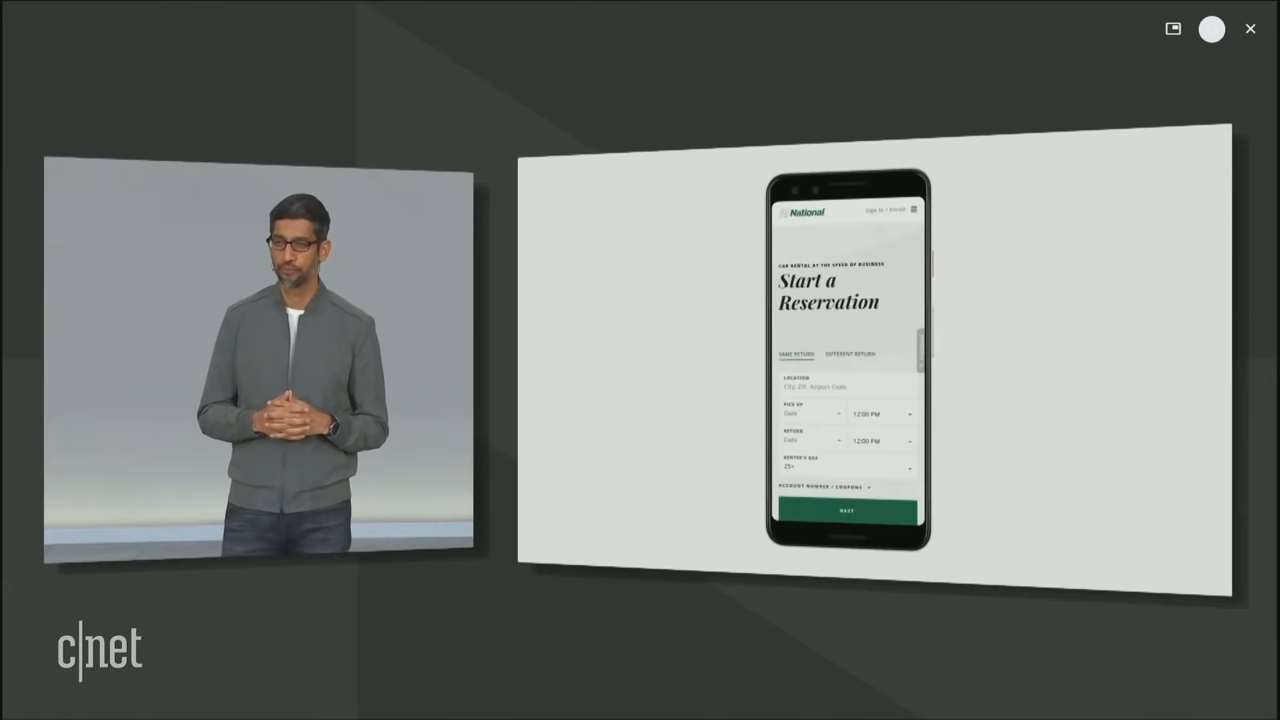 National
Sign In / Enroll
CAR RENTAL AT THE SPEED OF BUSINESS
Start a
Reservation
SAME RETURN DIFFERENT RETURN
LOCATION
City, ZIP, Airport Code
PICK UP
Date 12:00 PM
RETURN
Date 12:00 PM
RENTER'S AGE
25+
ACCOUNT NUMBER / COUPONS
NEXT
c|net